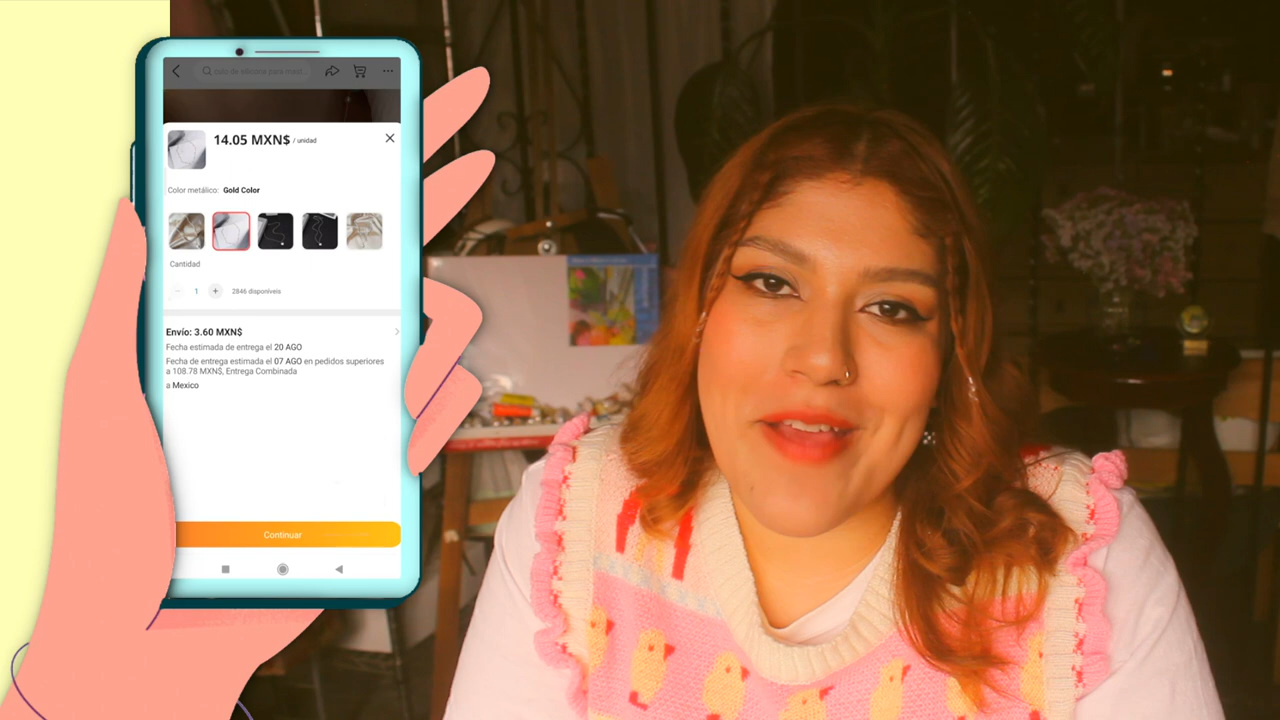 14.05 MXN$ / unidad
Color metálico: Gold Color
Cantidad
1
2846 disponíveis
Envío: 3.60 MXN$
Fecha estimada de entrega el 20 AGO
Fecha de entrega estimada el 07 AGO en pedidos superiores
a 108.78 MXN$, Entrega Combinada
a Mexico
Continuar